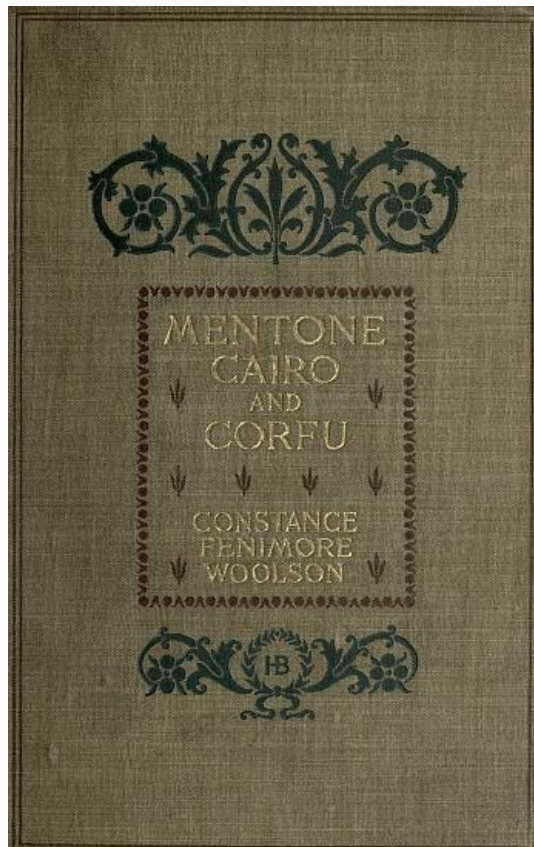 MENTONE
CAIRO
AND
CORFU
CONSTANCE
FENIMORE
WOOLSON
HB